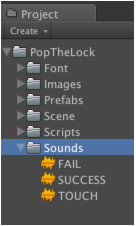 Project
Create
PopTheLock
Font
Images
Prefabs
Scene
Scripts
Sounds
FAIL
SUCCESS
TOUCH